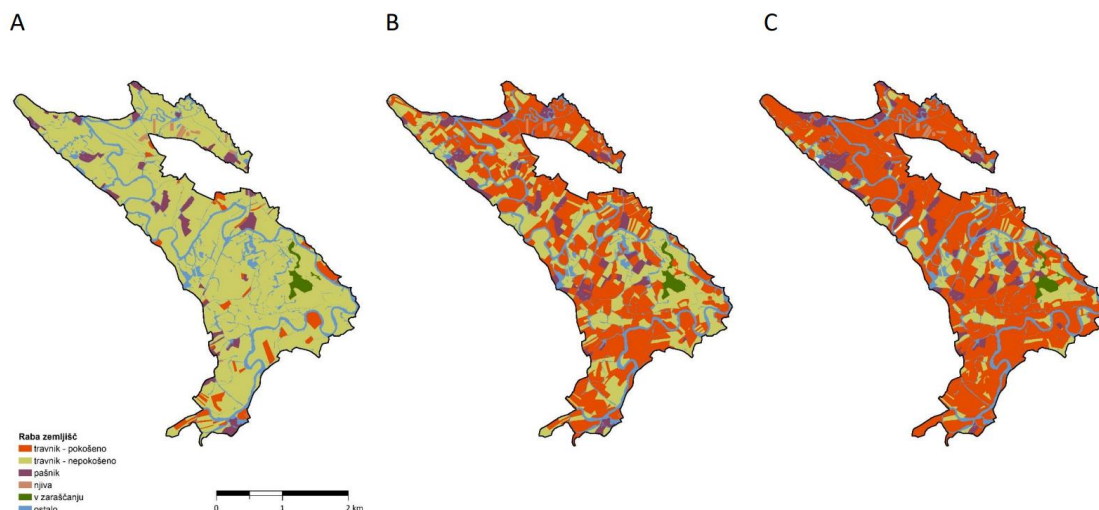 A B C
Raba zemljišč
travnik - pokošeno
travnik - nepokošeno
pašnik
njiva
v zaraščanju
ostalo
0 1 2 km